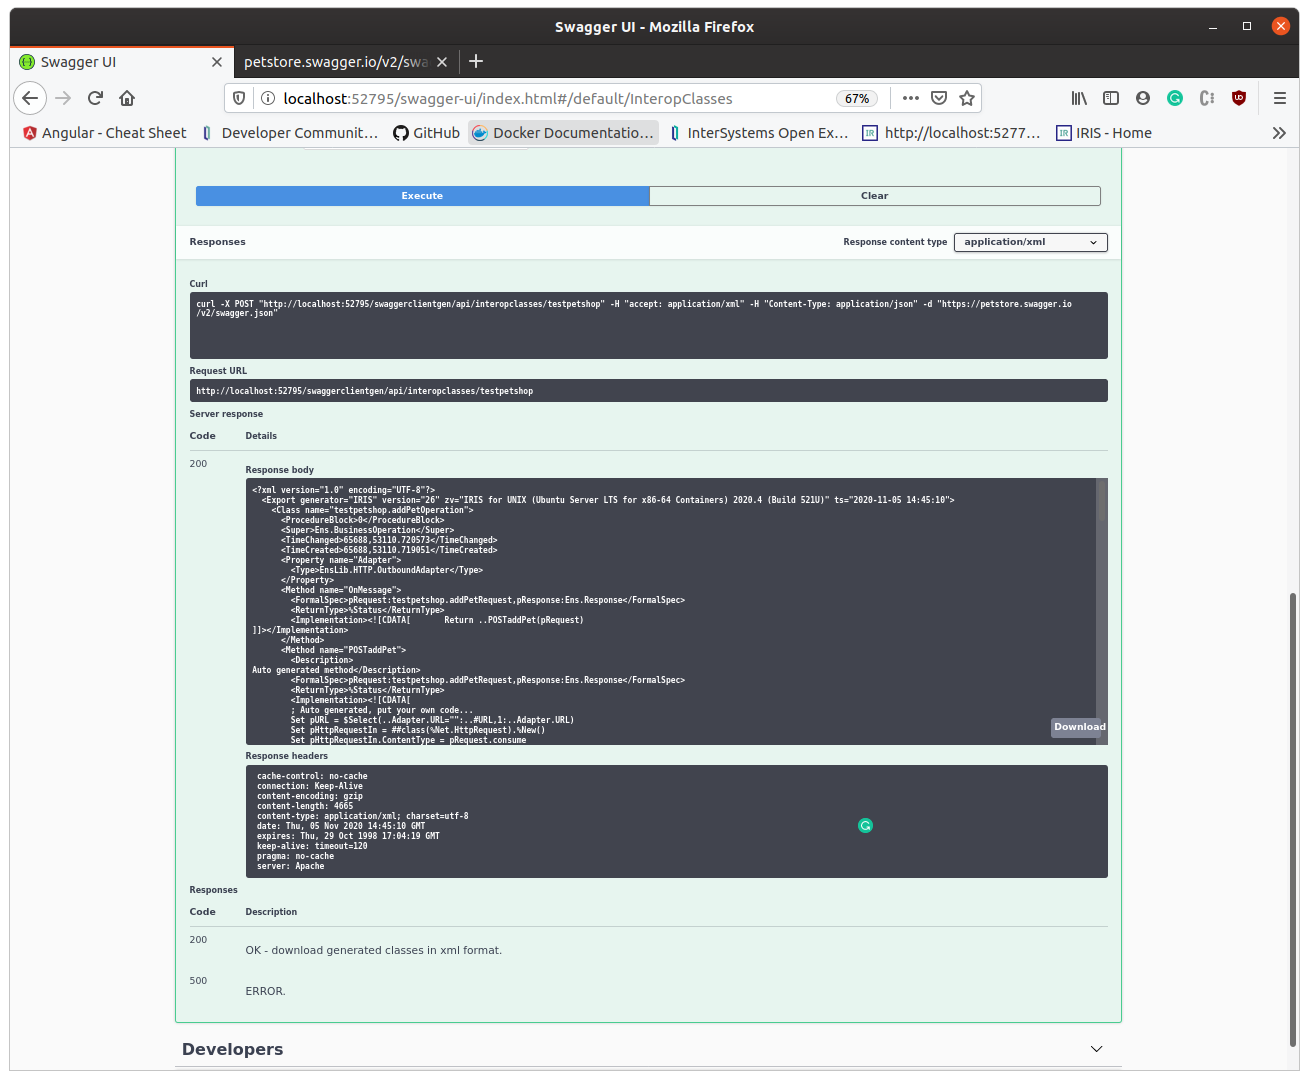 Swagger UI - Mozilla Firefox
Swagger UI
petstore.swagger.io/v2/swa
localhost:52795/swagger-ui/index.html#/default/InteropClasses
67%
Angular - Cheat Sheet
Developer Communit…
GitHub
Docker Documentatio…
InterSystems Open Ex…
http://localhost:5277…
IRIS - Home
Execute
Clear
Responses
Response content type
application/xml
Curl
curl -X POST "http://localhost:52795/swaggerclientgen/api/interopclasses/testpetshop" -H "accept: application/xml" -H "Content-Type: application/json" -d "https://petstore.swagger.io
/v2/swagger.json"
Request URL
http://localhost:52795/swaggerclientgen/api/interopclasses/testpetshop
Server response
Code Details
200
Response body
<?xml version="1.0" encoding="UTF-8"?>
<Export generator="IRIS" version="26" zv="IRIS for UNIX (Ubuntu Server LTS for x86-64 Containers) 2020.4 (Build 521U)" ts="2020-11-05 14:45:10">
<Class name="testpetshop.addPetOperation">
<ProcedureBlock>0</ProcedureBlock>
<Super>Ens.BusinessOperation</Super>
<TimeChanged>65688,53110.720573</TimeChanged>
<TimeCreated>65688,53110.719051</TimeCreated>
<Property name="Adapter">
<Type>EnsLib.HTTP.OutboundAdapter</Type>
</Property>
<Method name="OnMessage">
<FormalSpec>pRequest:testpetshop.addPetRequest,pResponse:Ens.Response</FormalSpec>
<ReturnType>%Status</ReturnType>
<Implementation><![CDATA[ Return ..POSTaddPet(pRequest)
]]></Implementation>
</Method>
<Method name="POSTaddPet">
<Description>
Auto generated method</Description>
<FormalSpec>pRequest:testpetshop.addPetRequest,pResponse:Ens.Response</FormalSpec>
<ReturnType>%Status</ReturnType>
<Implementation><![CDATA[
; Auto generated, put your own code...
Set pURL = $Select(..Adapter.URL="":..#URL,1:..Adapter.URL)
Set pHttpRequestIn = ##class(%Net.HttpRequest).%New()
Set pHttpRequestIn.ContentType = pRequest.consume
Download
Response headers
cache-control: no-cache
connection: Keep-Alive
content-encoding: gzip
content-length: 4665
content-type: application/xml; charset=utf-8
date: Thu, 05 Nov 2020 14:45:10 GMT
expires: Thu, 29 Oct 1998 17:04:19 GMT
keep-alive: timeout=120
pragma: no-cache
server: Apache
Responses
Code Description
200
OK - download generated classes in xml format.
500
ERROR.
Developers